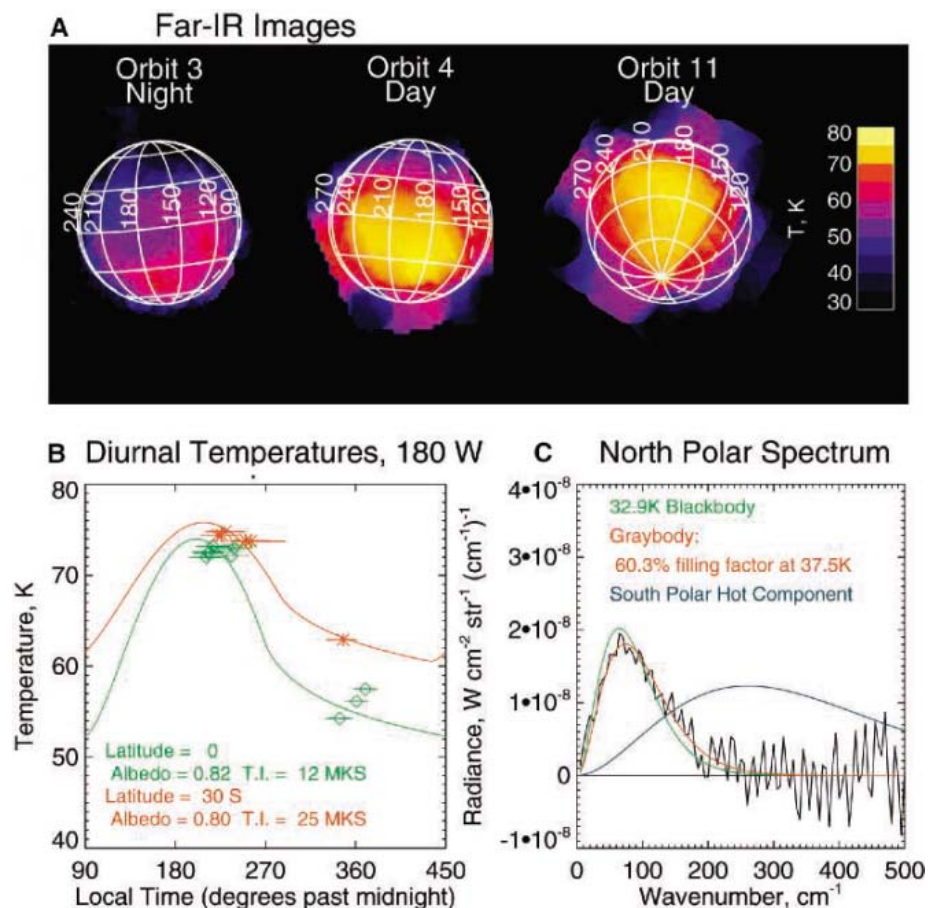 A Far-IR Images
Orbit 3
Night
Orbit 4
Day
Orbit 11
Day
240 210 180 150 120 90
270 240 210 180 150 120
270 240 210 180 150 120
80
70
60
50
40
30
T, K
B Diurnal Temperatures, 180 W
80
70
60
50
40
Temperature, K
Latitude = 0
Albedo = 0.82 T.I. = 12 MKS
Latitude = 30 S
Albedo = 0.80 T.I. = 25 MKS
90 180 270 360 450
Local Time (degrees past midnight)
C North Polar Spectrum
4•10⁻⁸
3•10⁻⁸
2•10⁻⁸
1•10⁻⁸
0
-1•10⁻⁸
Radiance, W cm⁻² str⁻¹ (cm⁻¹)⁻¹
32.9K Blackbody
Graybody:
60.3% filling factor at 37.5K
South Polar Hot Component
0 100 200 300 400 500
Wavenumber, cm⁻¹